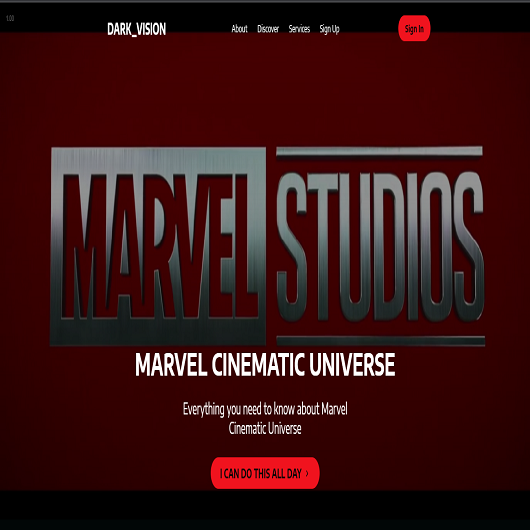 1.00
DARK_VISION
About Discover Services Sign Up
Sign In
MARVEL STUDIOS
MARVEL CINEMATIC UNIVERSE
Everything you need to know about Marvel
Cinematic Universe
I CAN DO THIS ALL DAY